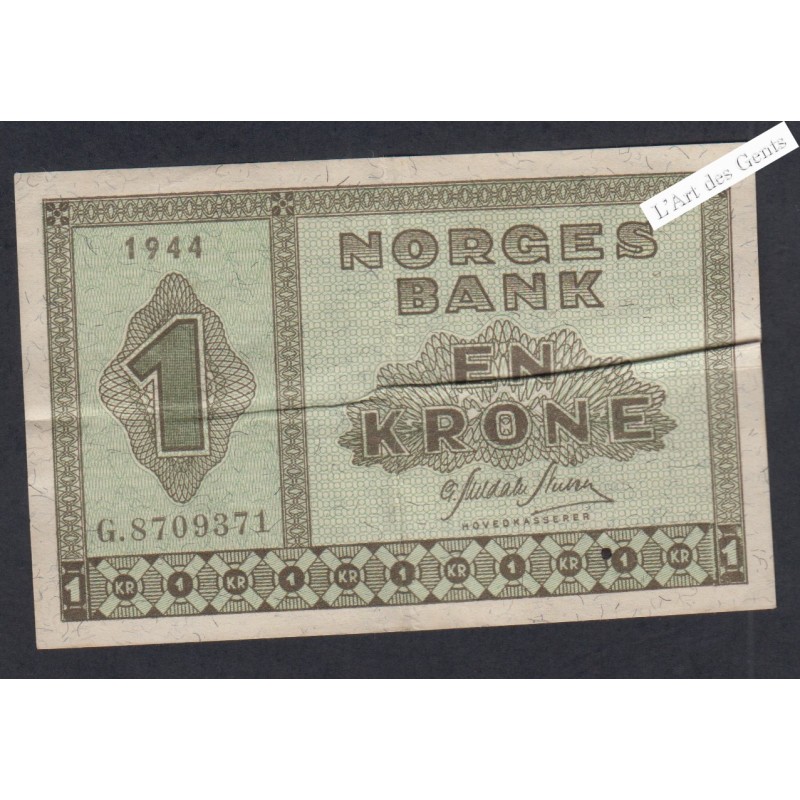 L'Art des Gents
1944
NORGES
BANK
1
EN
KRONE
HOVEDKASSERER
G.8709371
1 KR 1 KR 1 KR 1 KR 1 KR 1 KR 1